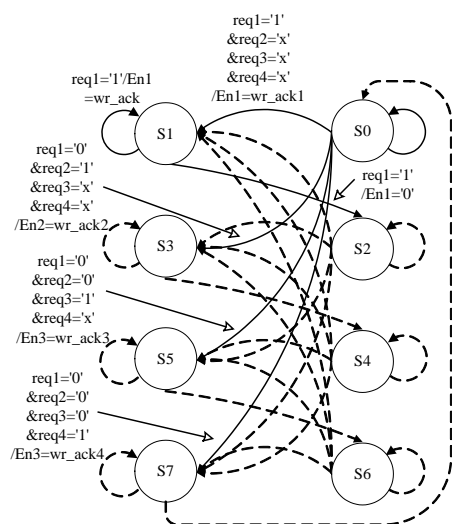 req1='1'
&req2='x'
&req3='x'
&req4='x'
/En1=wr_ack1
req1='1'/En1
=wr_ack
S1
S0
req1='0'
&req2='1'
&req3='x'
&req4='x'
/En2=wr_ack2
req1='1'
/En1='0'
S3
S2
req1='0'
&req2='0'
&req3='1'
&req4='x'
/En3=wr_ack3
S5
S4
req1='0'
&req2='0'
&req3='0'
&req4='1'
/En3=wr_ack4
S7
S6